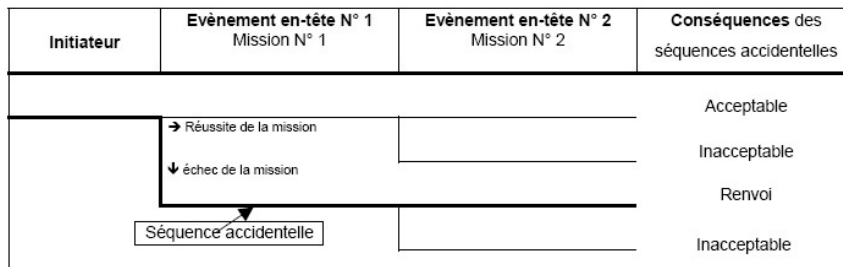 Initiateur
Evènement en-tête N° 1
Mission N° 1
Evènement en-tête N° 2
Mission N° 2
Conséquences des
séquences accidentelles
Acceptable
➔ Réussite de la mission
Inacceptable
🡻 échec de la mission
Renvoi
Séquence accidentelle
Inacceptable